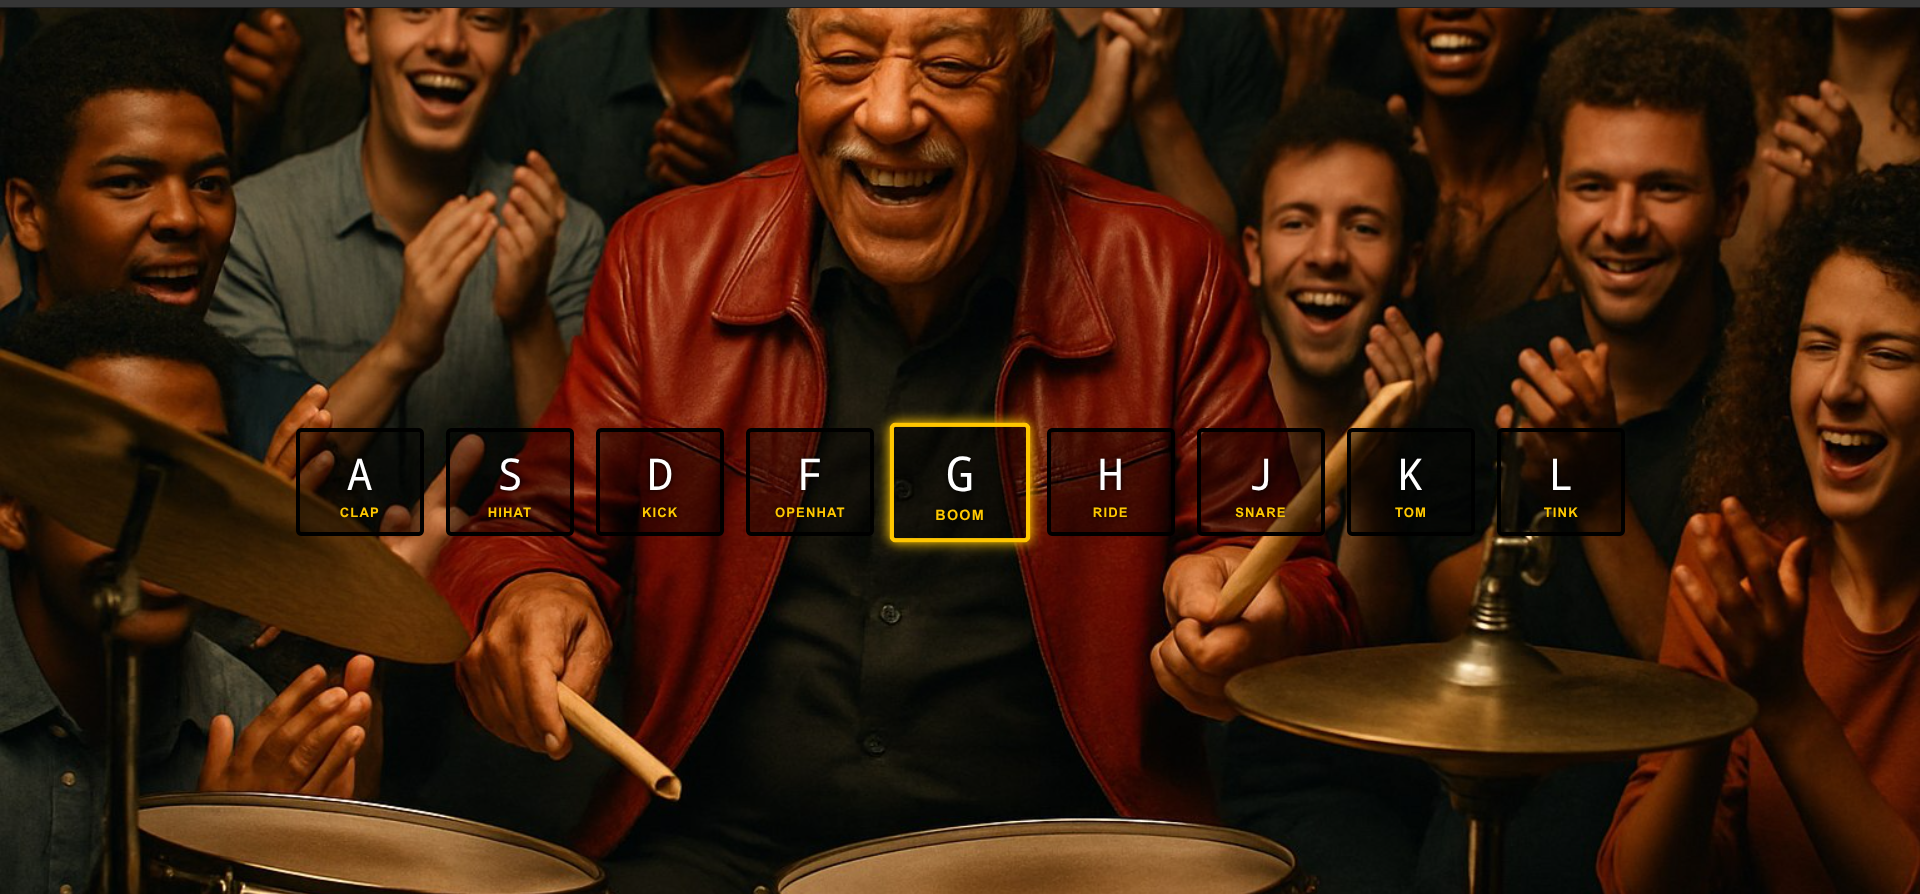 A S D F G H J K L
CLAP HIHAT KICK OPENHAT BOOM RIDE SNARE TOM TINK